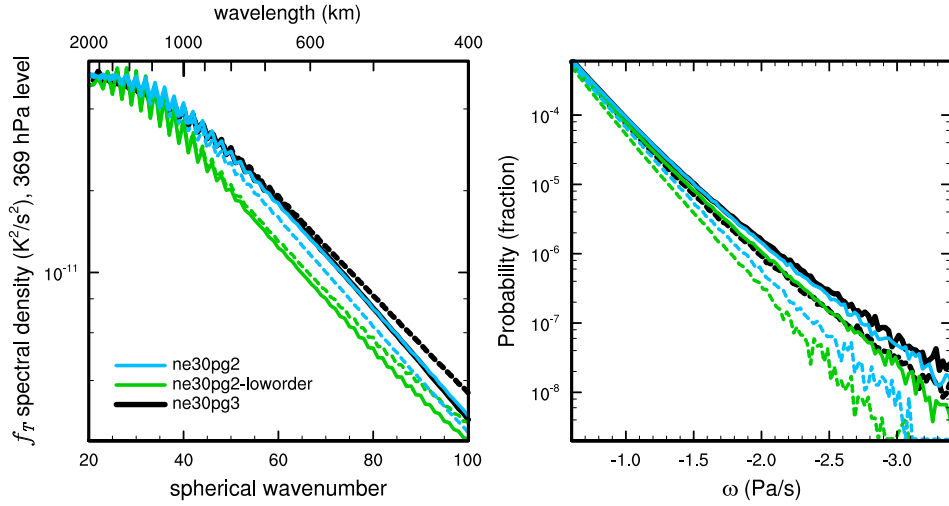 wavelength (km)
2000 1000 600 400
f_T spectral density (K²/s²), 369 hPa level
10⁻¹¹
ne30pg2
ne30pg2-loworder
ne30pg3
20 40 60 80 100
spherical wavenumber
Probability (fraction)
10⁻⁴
10⁻⁵
10⁻⁶
10⁻⁷
10⁻⁸
-1.0 -1.5 -2.0 -2.5 -3.0
ω (Pa/s)